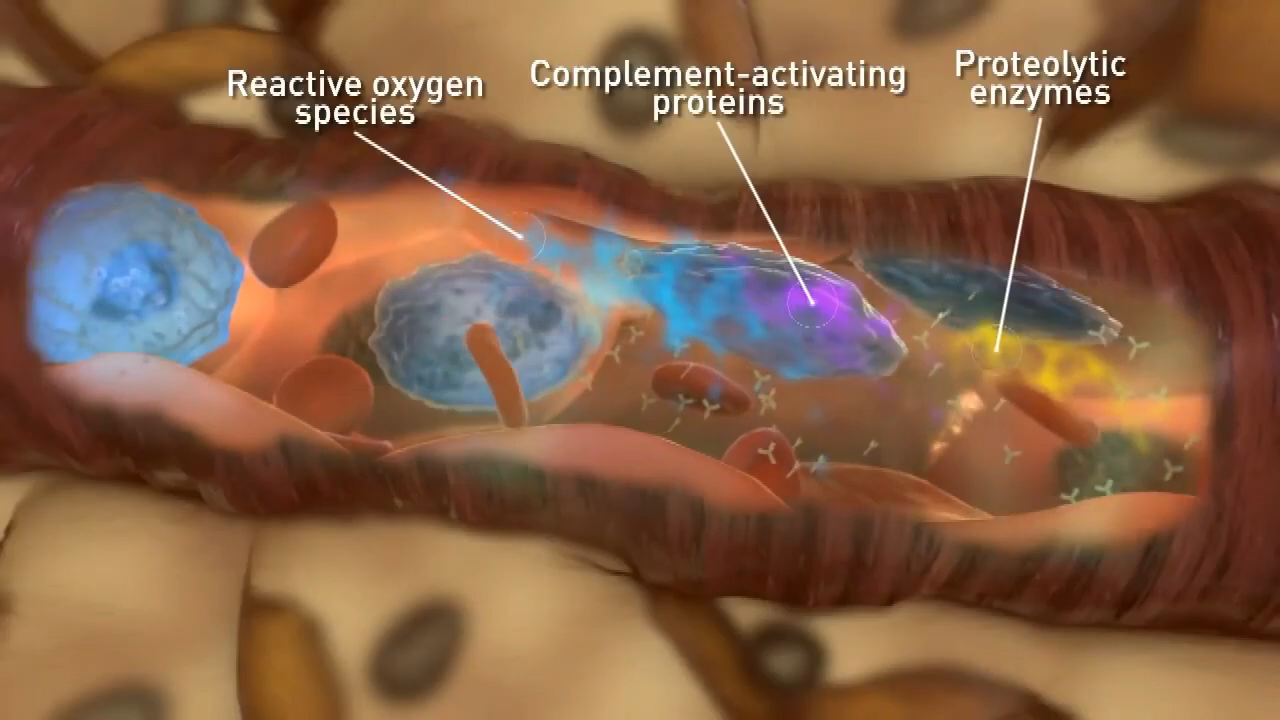 Reactive oxygen
species
Complement-activating
proteins
Proteolytic
enzymes